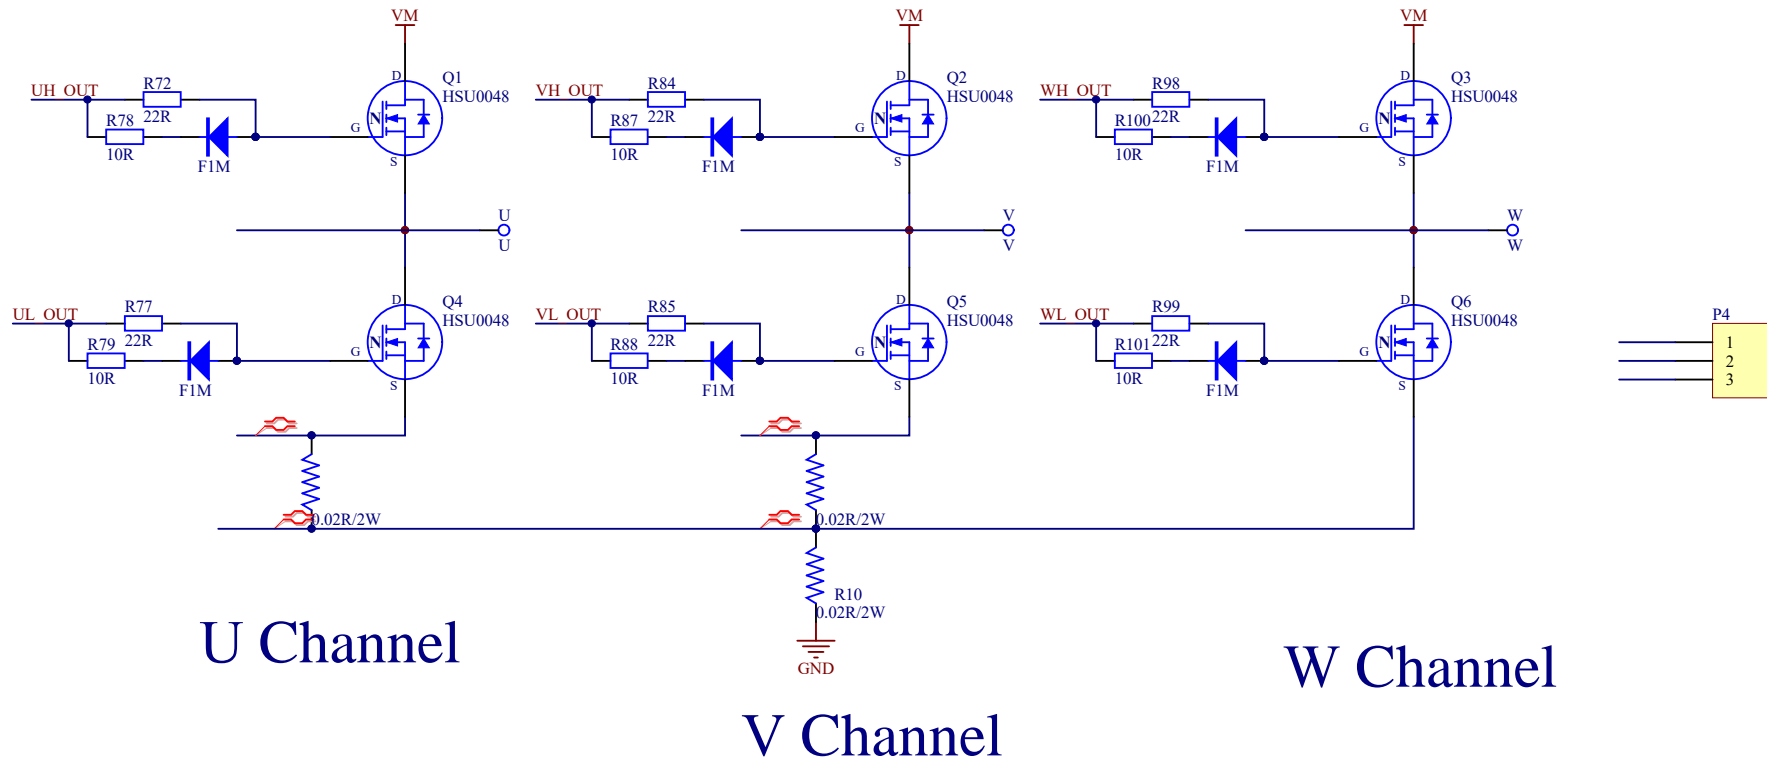 VM
VM
VM
UH_OUT
R72
22R
R78
10R
F1M
D
G
S
N
Q1
HSU0048
VH_OUT
R84
22R
R87
10R
F1M
D
G
S
N
Q2
HSU0048
WH_OUT
R98
22R
R100
10R
F1M
D
G
S
N
Q3
HSU0048
U
U
V
V
W
W
UL_OUT
R77
22R
R79
10R
F1M
D
G
S
N
Q4
HSU0048
VL_OUT
R85
22R
R88
10R
F1M
D
G
S
N
Q5
HSU0048
WL_OUT
R99
22R
R101
10R
F1M
D
G
S
N
Q6
HSU0048
P4
1
2
3
0.02R/2W
0.02R/2W
R10
0.02R/2W
GND
U Channel
W Channel
V Channel